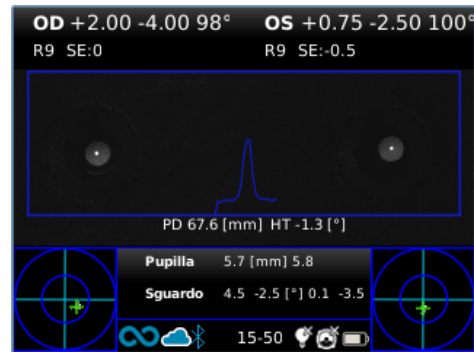 OD +2.00 -4.00 98° OS +0.75 -2.50 100°
R9 SE:0 R9 SE:-0.5
PD 67.6 [mm] HT -1.3 [°]
Pupilla 5.7 [mm] 5.8
Sguardo 4.5 -2.5 [°] 0.1 -3.5
15-50